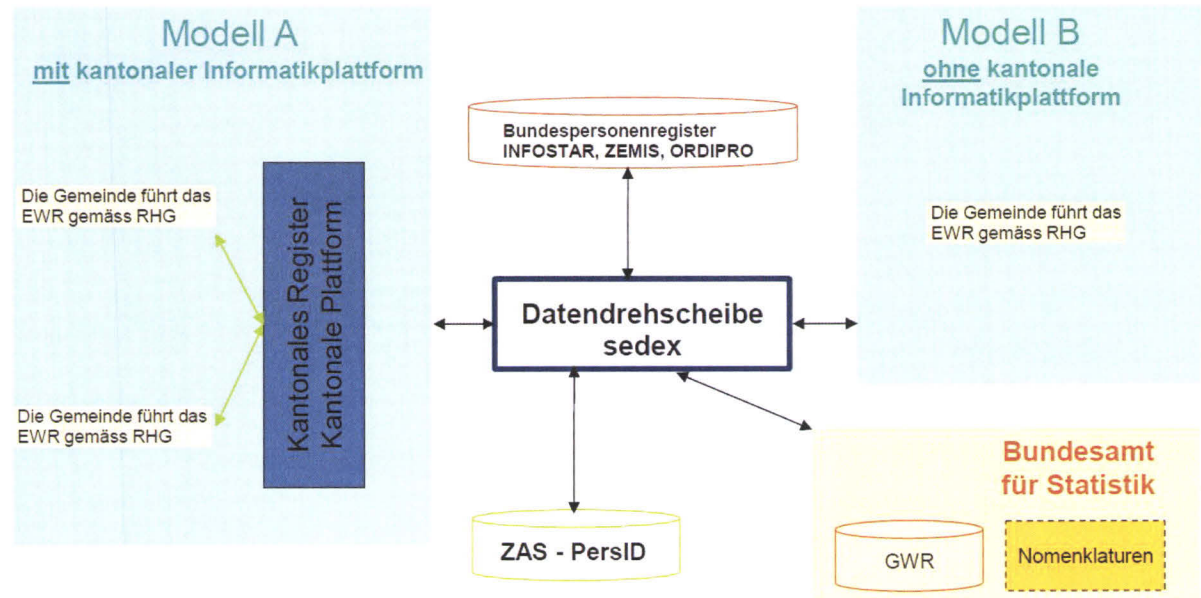 Modell A
mit kantonaler Informatikplattform
Die Gemeinde führt das
EWR gemäss RHG
Die Gemeinde führt das
EWR gemäss RHG
Kantonales Register
Kantonale Plattform
Bundespersonenregister
INFOSTAR, ZEMIS, ORDIPRO
Datendrehscheibe
sedex
ZAS - PersID
Modell B
ohne kantonale
Informatikplattform
Die Gemeinde führt das
EWR gemäss RHG
Bundesamt
für Statistik
GWR
Nomenklaturen